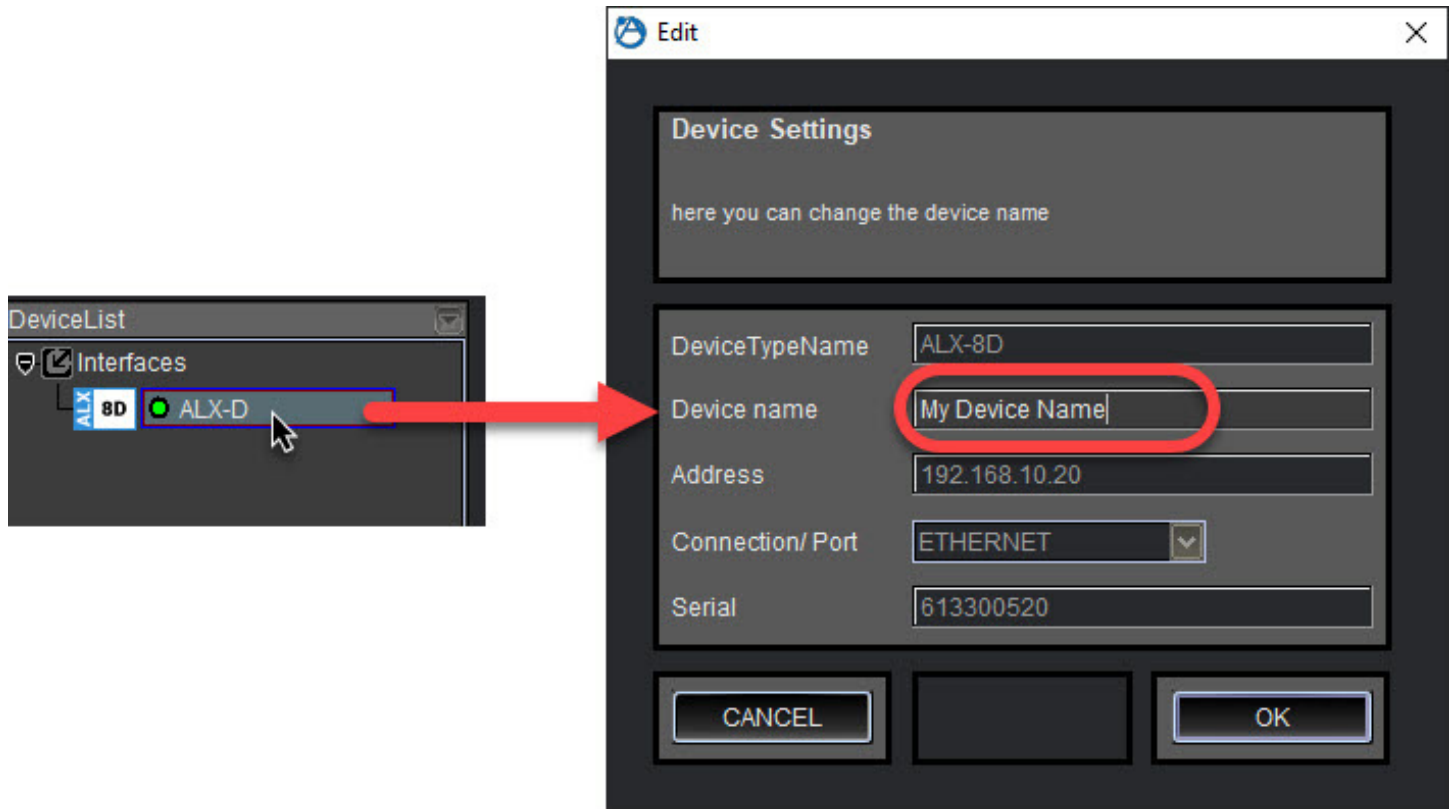 Edit
Device Settings
here you can change the device name
DeviceList
Interfaces
ALX 8D ALX-D
DeviceTypeName ALX-8D
Device name My Device Name
Address 192.168.10.20
Connection/ Port ETHERNET
Serial 613300520
CANCEL OK